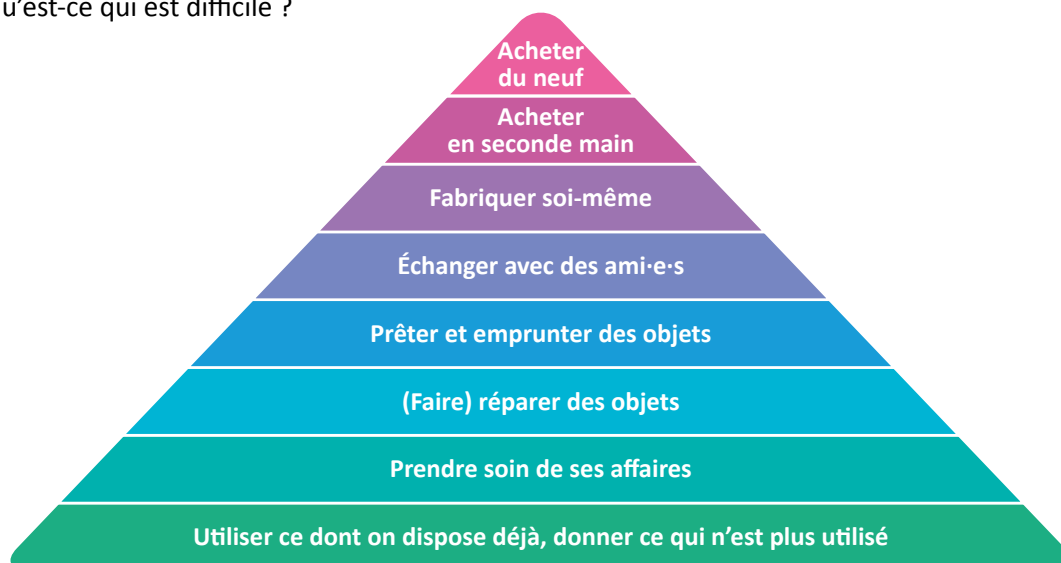 u’est-ce qui est difficile ?
Acheter
du neuf
Acheter
en seconde main
Fabriquer soi-même
Échanger avec des ami·e·s
Prêter et emprunter des objets
(Faire) réparer des objets
Prendre soin de ses affaires
Utiliser ce dont on dispose déjà, donner ce qui n’est plus utilisé